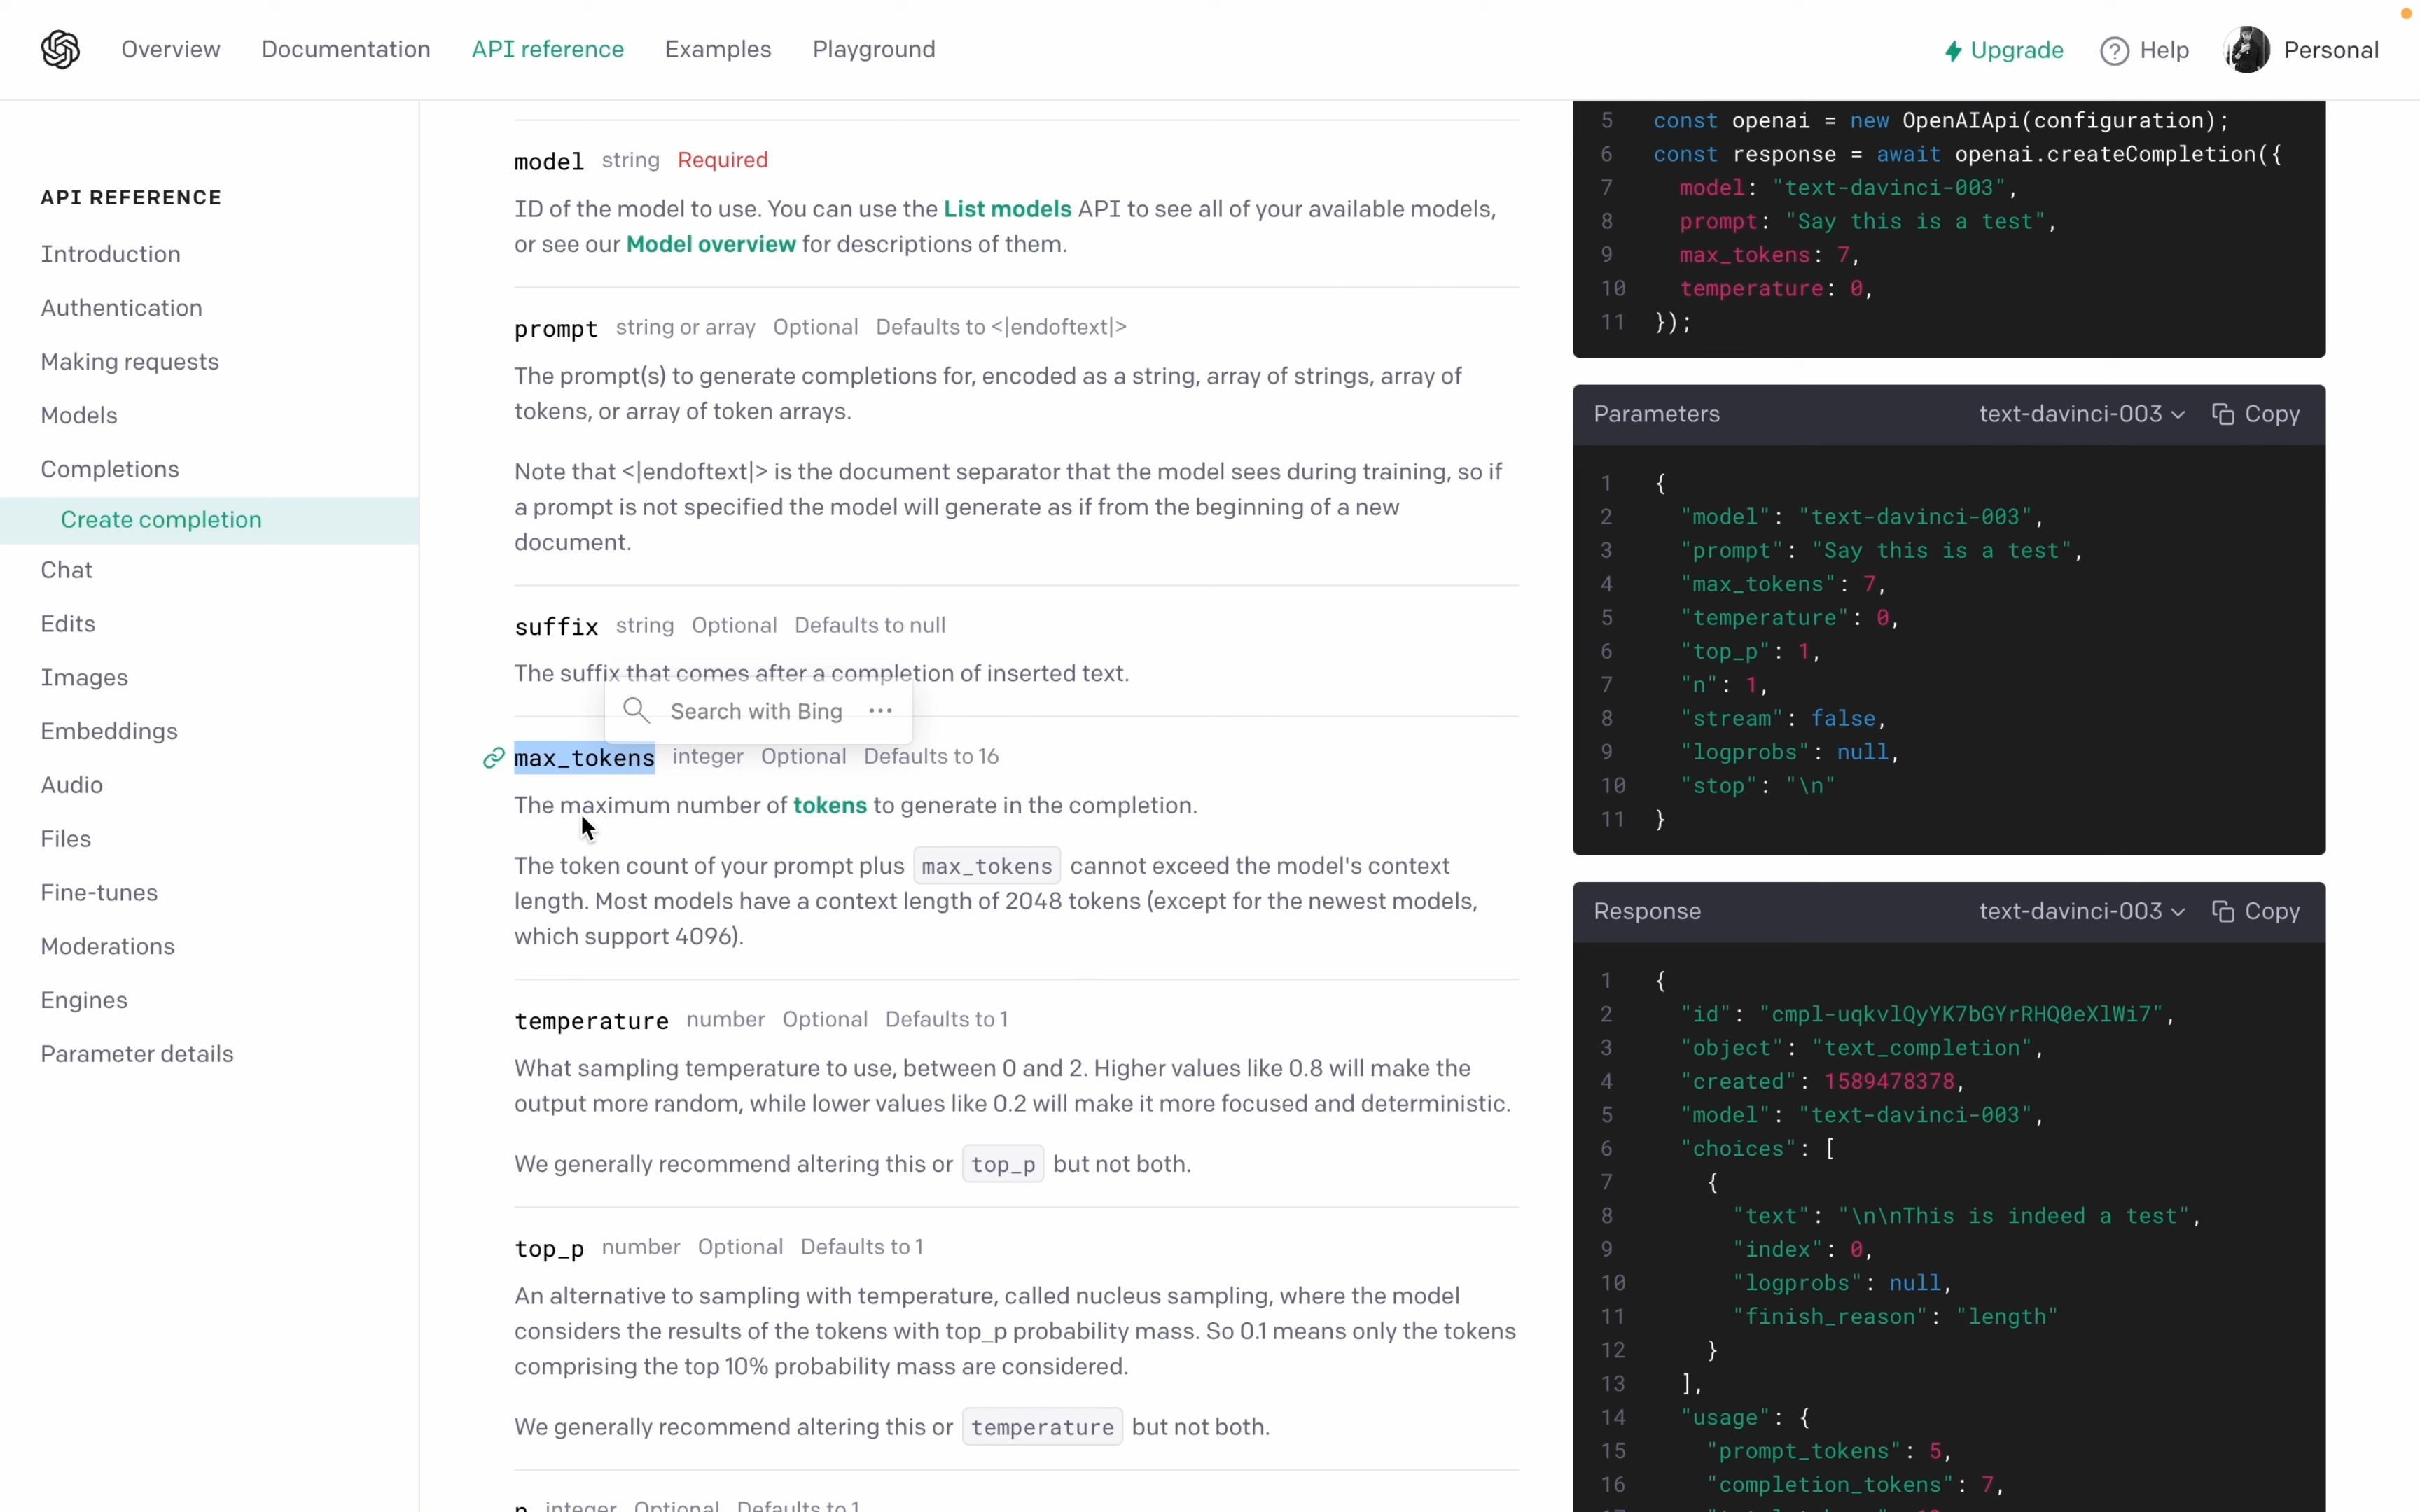 Overview Documentation API reference Examples Playground
Upgrade Help Personal
API REFERENCE
Introduction
Authentication
Making requests
Models
Completions
Create completion
Chat
Edits
Images
Embeddings
Audio
Files
Fine-tunes
Moderations
Engines
Parameter details
model string Required
ID of the model to use. You can use the List models API to see all of your available models,
or see our Model overview for descriptions of them.
prompt string or array Optional Defaults to <|endoftext|>
The prompt(s) to generate completions for, encoded as a string, array of strings, array of
tokens, or array of token arrays.
Note that <|endoftext|> is the document separator that the model sees during training, so if
a prompt is not specified the model will generate as if from the beginning of a new
document.
suffix string Optional Defaults to null
The suffix that comes after a completion of inserted text.
Search with Bing ···
max_tokens integer Optional Defaults to 16
The maximum number of tokens to generate in the completion.
The token count of your prompt plus max_tokens cannot exceed the model's context
length. Most models have a context length of 2048 tokens (except for the newest models,
which support 4096).
temperature number Optional Defaults to 1
What sampling temperature to use, between 0 and 2. Higher values like 0.8 will make the
output more random, while lower values like 0.2 will make it more focused and deterministic.
We generally recommend altering this or top_p but not both.
top_p number Optional Defaults to 1
An alternative to sampling with temperature, called nucleus sampling, where the model
considers the results of the tokens with top_p probability mass. So 0.1 means only the tokens
comprising the top 10% probability mass are considered.
We generally recommend altering this or temperature but not both.
n integer Optional Defaults to 1
5 const openai = new OpenAIApi(configuration);
6 const response = await openai.createCompletion({
7 model: "text-davinci-003",
8 prompt: "Say this is a test",
9 max_tokens: 7,
10 temperature: 0,
11 });
Parameters text-davinci-003 Copy
1 {
2 "model": "text-davinci-003",
3 "prompt": "Say this is a test",
4 "max_tokens": 7,
5 "temperature": 0,
6 "top_p": 1,
7 "n": 1,
8 "stream": false,
9 "logprobs": null,
10 "stop": "\n"
11 }
Response text-davinci-003 Copy
1 {
2 "id": "cmpl-uqkvlQyYK7bGYrRHQ0eXlWi7",
3 "object": "text_completion",
4 "created": 1589478378,
5 "model": "text-davinci-003",
6 "choices": [
7 {
8 "text": "\n\nThis is indeed a test",
9 "index": 0,
10 "logprobs": null,
11 "finish_reason": "length"
12 }
13 ],
14 "usage": {
15 "prompt_tokens": 5,
16 "completion_tokens": 7,